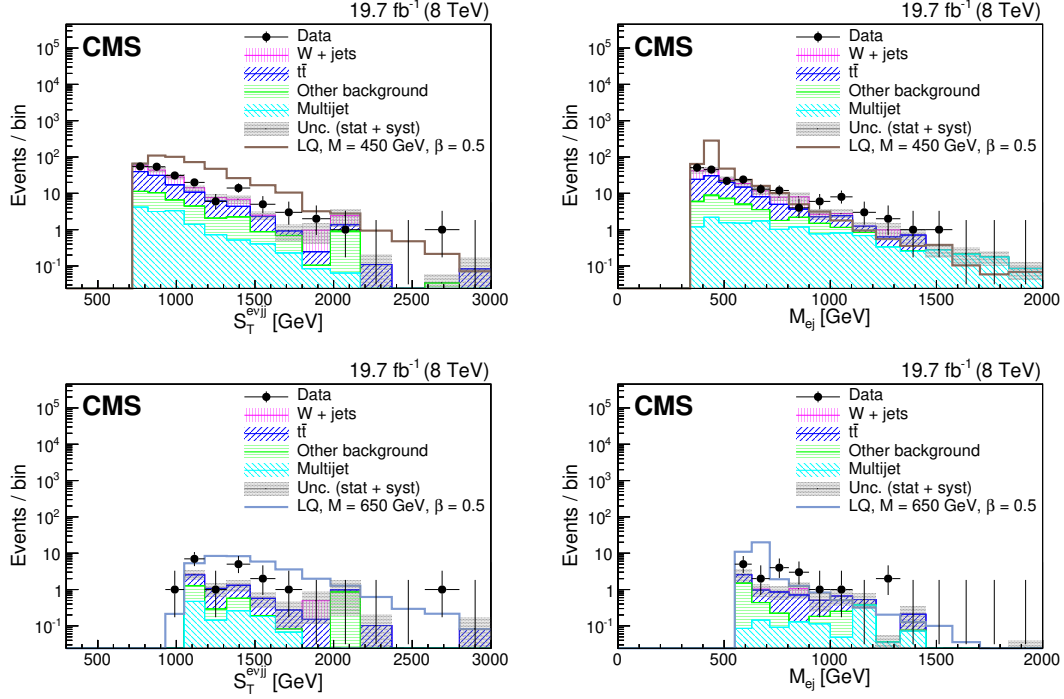 19.7 fb⁻¹ (8 TeV)
CMS
Data
W + jets
tt̄
Other background
Multijet
Unc. (stat + syst)
LQ, M = 450 GeV, β = 0.5
Events / bin
10⁵
10⁴
10³
10²
10
1
10⁻¹
500 1000 1500 2000 2500 3000
S_T^{eνjj} [GeV]
19.7 fb⁻¹ (8 TeV)
CMS
Data
W + jets
tt̄
Other background
Multijet
Unc. (stat + syst)
LQ, M = 450 GeV, β = 0.5
Events / bin
10⁵
10⁴
10³
10²
10
1
10⁻¹
0 500 1000 1500 2000
M_{ej} [GeV]
19.7 fb⁻¹ (8 TeV)
CMS
Data
W + jets
tt̄
Other background
Multijet
Unc. (stat + syst)
LQ, M = 650 GeV, β = 0.5
Events / bin
10⁵
10⁴
10³
10²
10
1
10⁻¹
500 1000 1500 2000 2500 3000
S_T^{eνjj} [GeV]
19.7 fb⁻¹ (8 TeV)
CMS
Data
W + jets
tt̄
Other background
Multijet
Unc. (stat + syst)
LQ, M = 650 GeV, β = 0.5
Events / bin
10⁵
10⁴
10³
10²
10
1
10⁻¹
0 500 1000 1500 2000
M_{ej} [GeV]